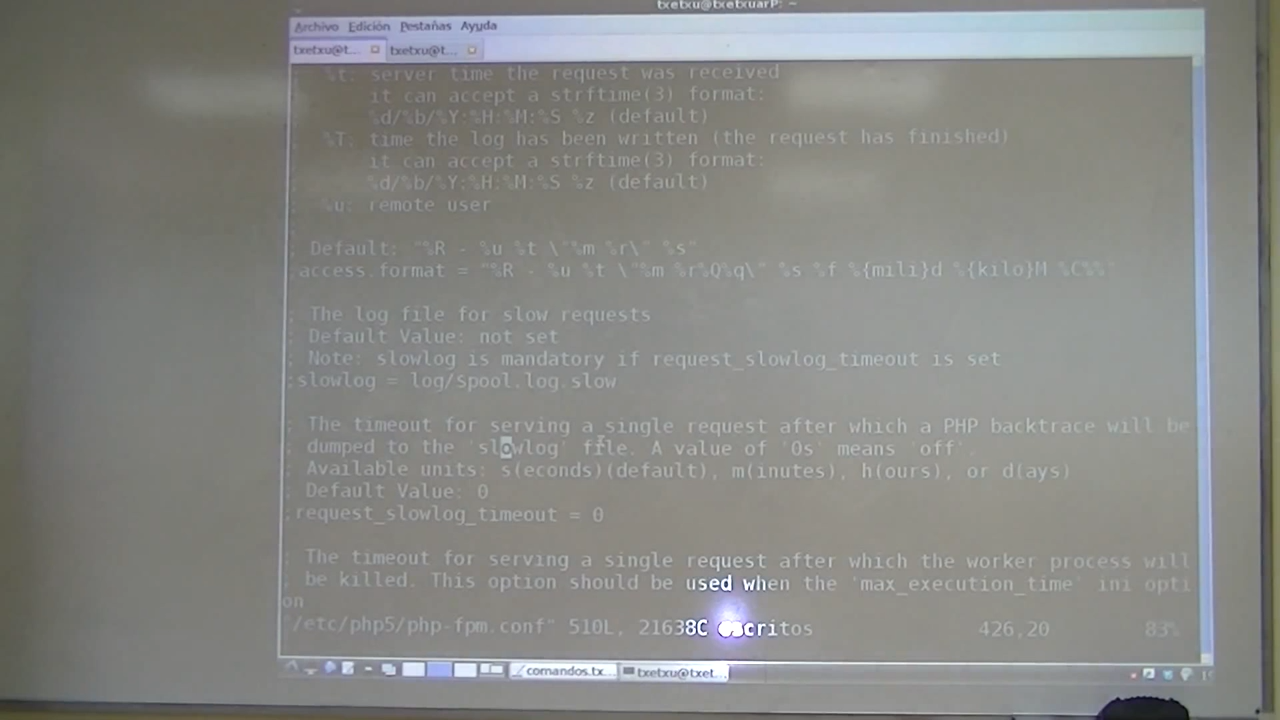 txetxu@txetxuarP: ~
Archivo Edición Pestañas Ayuda
txetxu@t... txetxu@t...
; %t: server time the request was received
; it can accept a strftime(3) format:
; %d/%b/%Y:%H:%M:%S %z (default)
; %T: time the log has been written (the request has finished)
; it can accept a strftime(3) format:
; %d/%b/%Y:%H:%M:%S %z (default)
; %u: remote user
;
; Default: "%R - %u %t \"%m %r\" %s"
;access.format = "%R - %u %t \"%m %r%Q%q\" %s %f %{mili}d %{kilo}M %C%%"
; The log file for slow requests
; Default Value: not set
; Note: slowlog is mandatory if request_slowlog_timeout is set
;slowlog = log/$pool.log.slow
; The timeout for serving a single request after which a PHP backtrace will be
; dumped to the 'slowlog' file. A value of '0s' means 'off'.
; Available units: s(econds)(default), m(inutes), h(ours), or d(ays)
; Default Value: 0
;request_slowlog_timeout = 0
; The timeout for serving a single request after which the worker process will
; be killed. This option should be used when the 'max_execution_time' ini opti
on
"/etc/php5/php-fpm.conf" 510L, 21638C escritos 426,20 83%
comandos.tx... txetxu@txet...